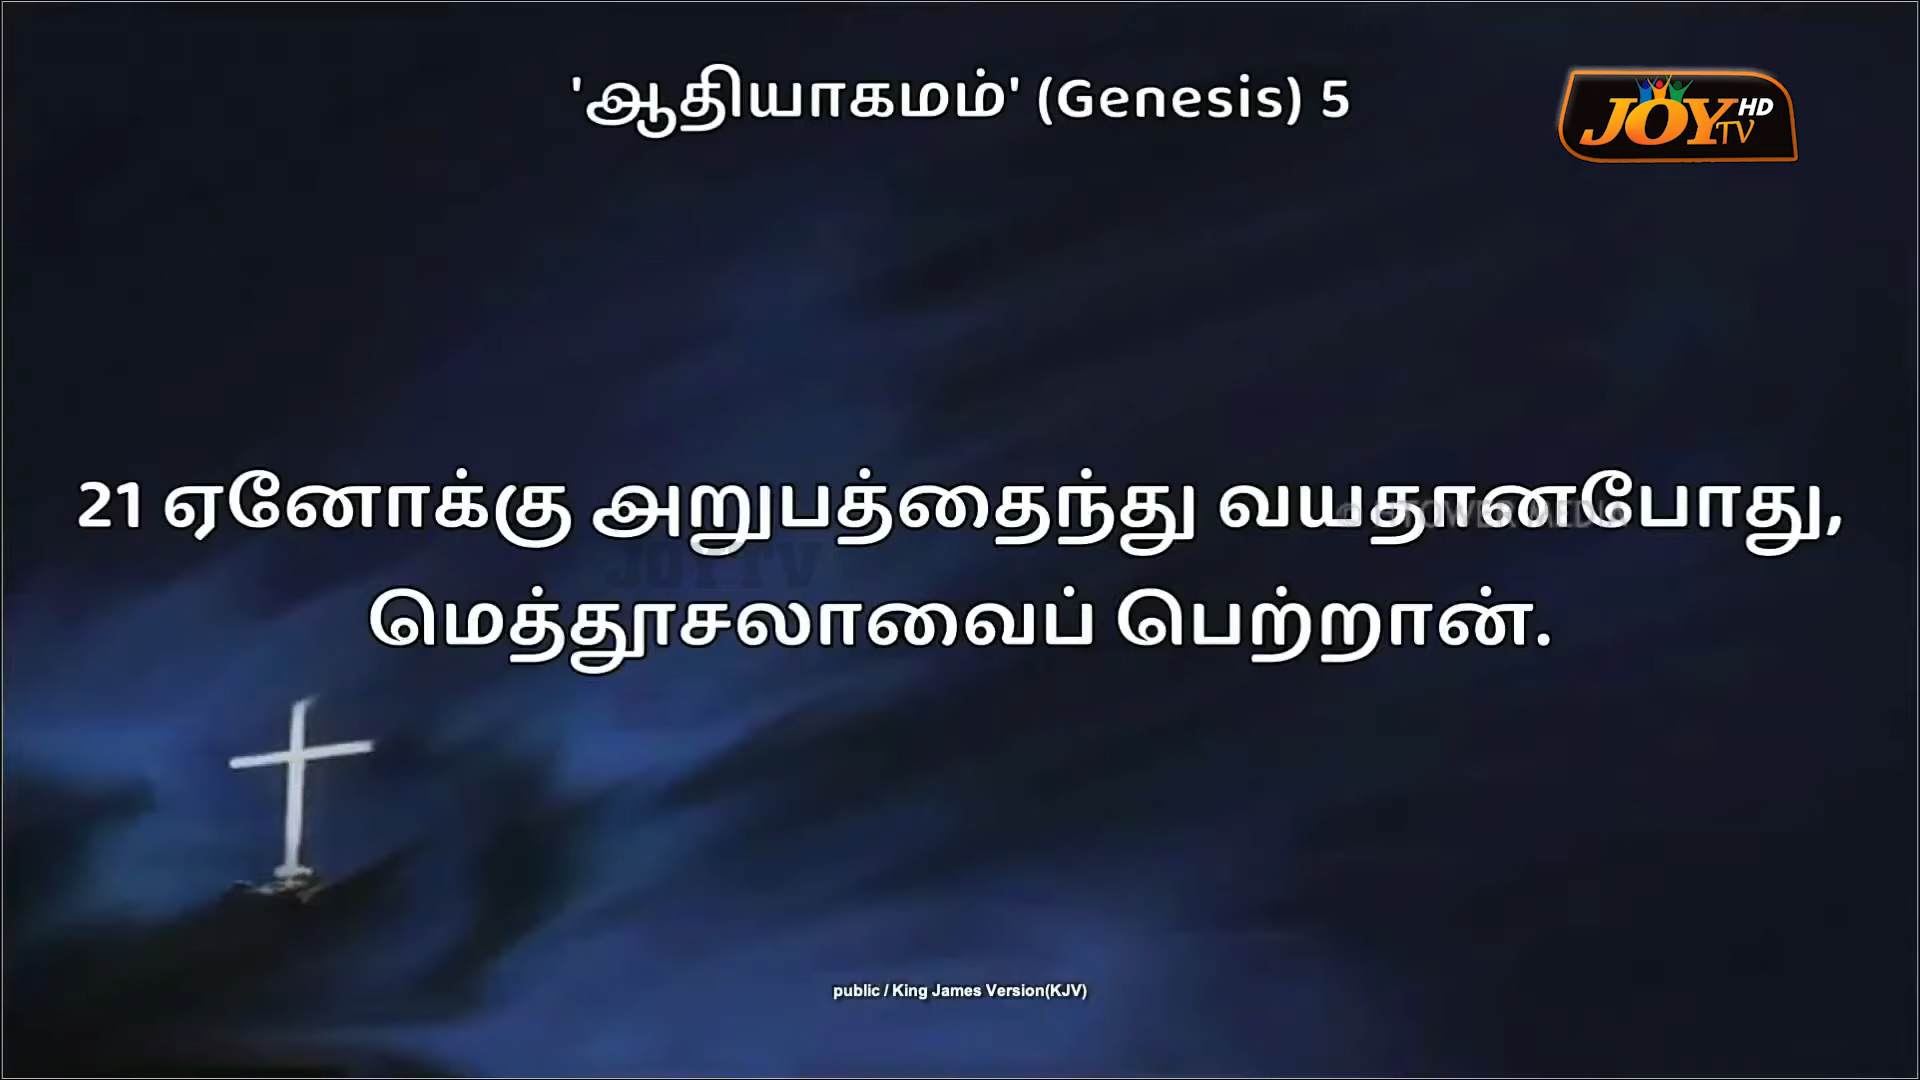 'ஆதியாகமம்' (Genesis) 5
JOY TV HD
21 ஏனோக்கு அறுபத்தைந்து வயதானபோது,
JOYTV
மெத்தூசலாவைப் பெற்றான்.
public / King James Version(KJV)